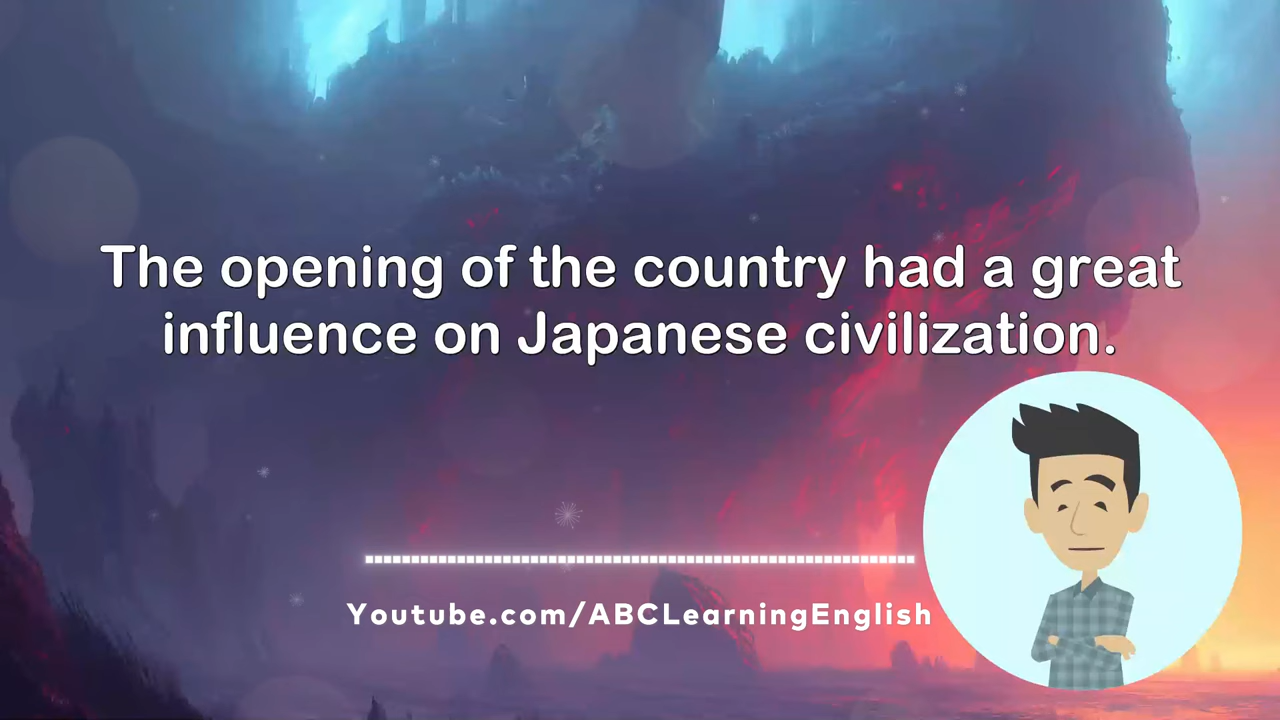 The opening of the country had a great
influence on Japanese civilization.
Youtube.com/ABCLearningEnglish